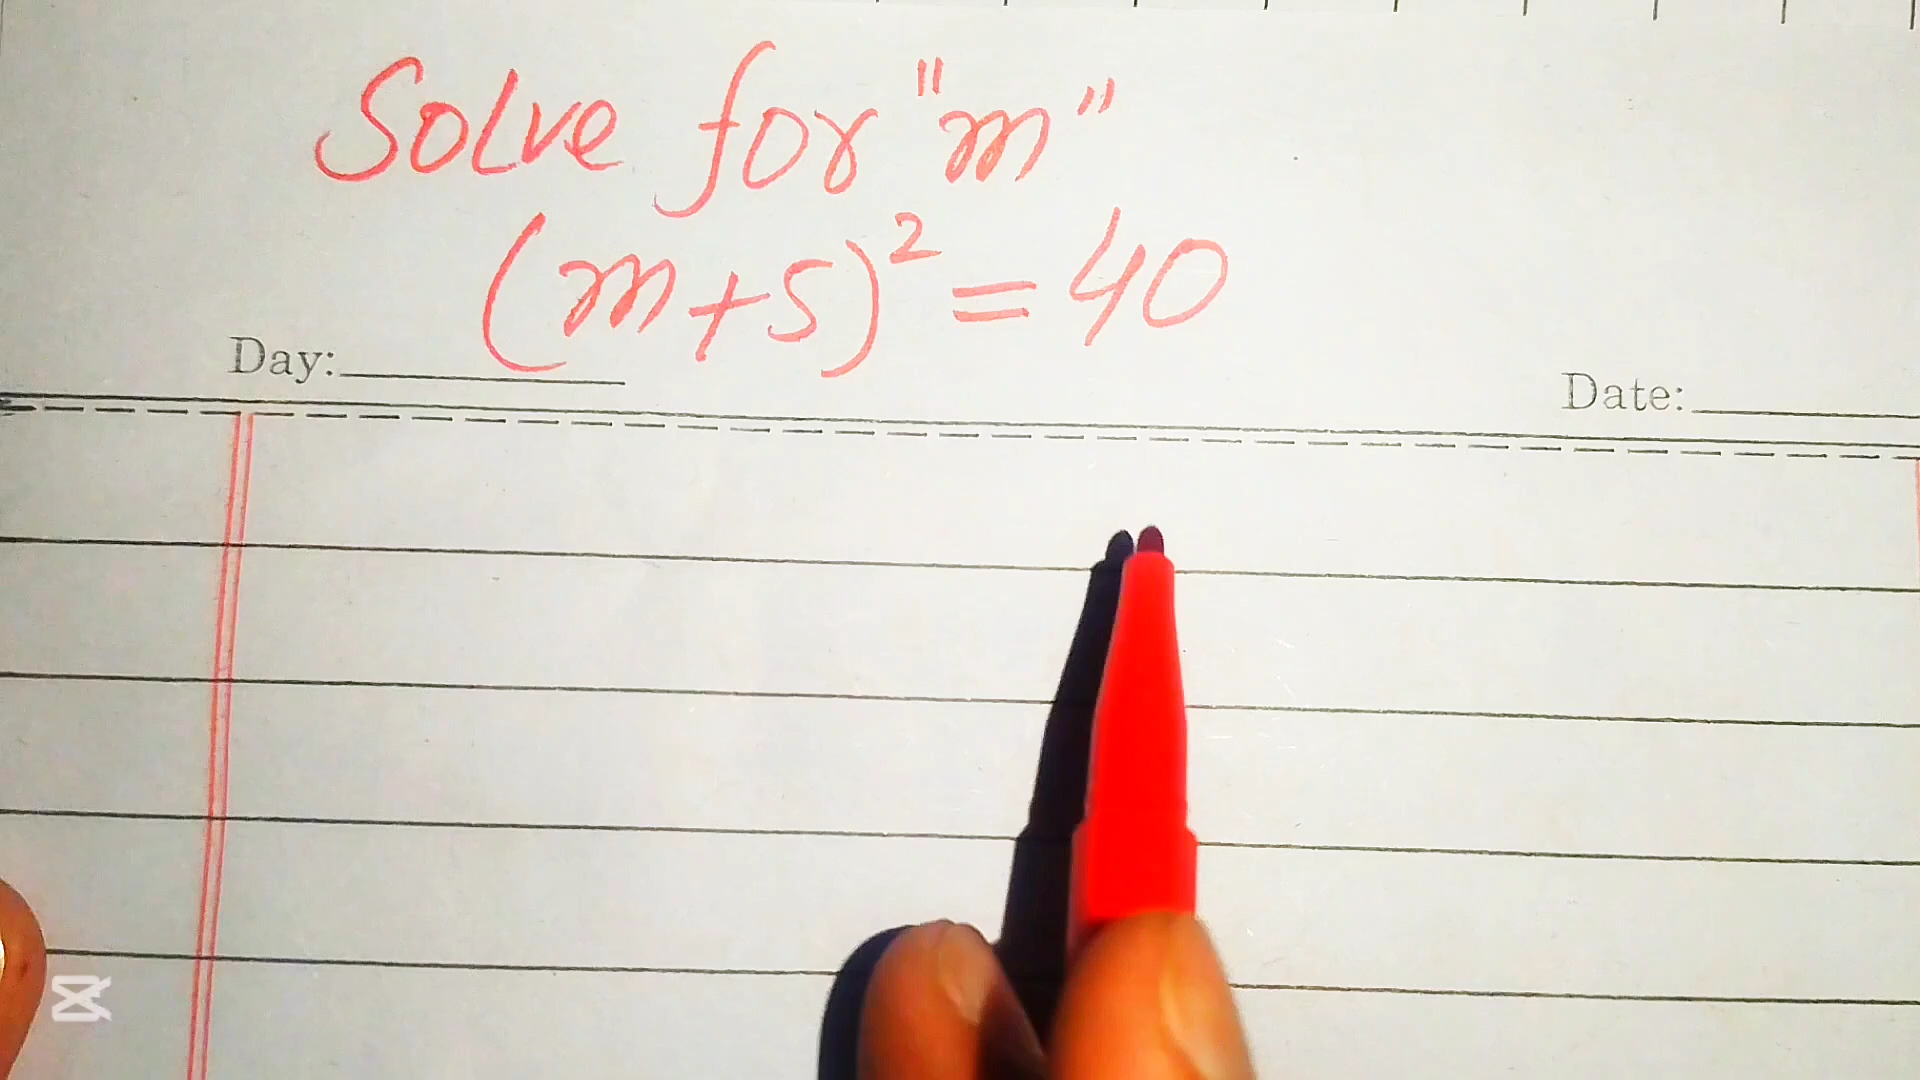 Solve for "m"
(m+5)² = 40
Day:
Date: